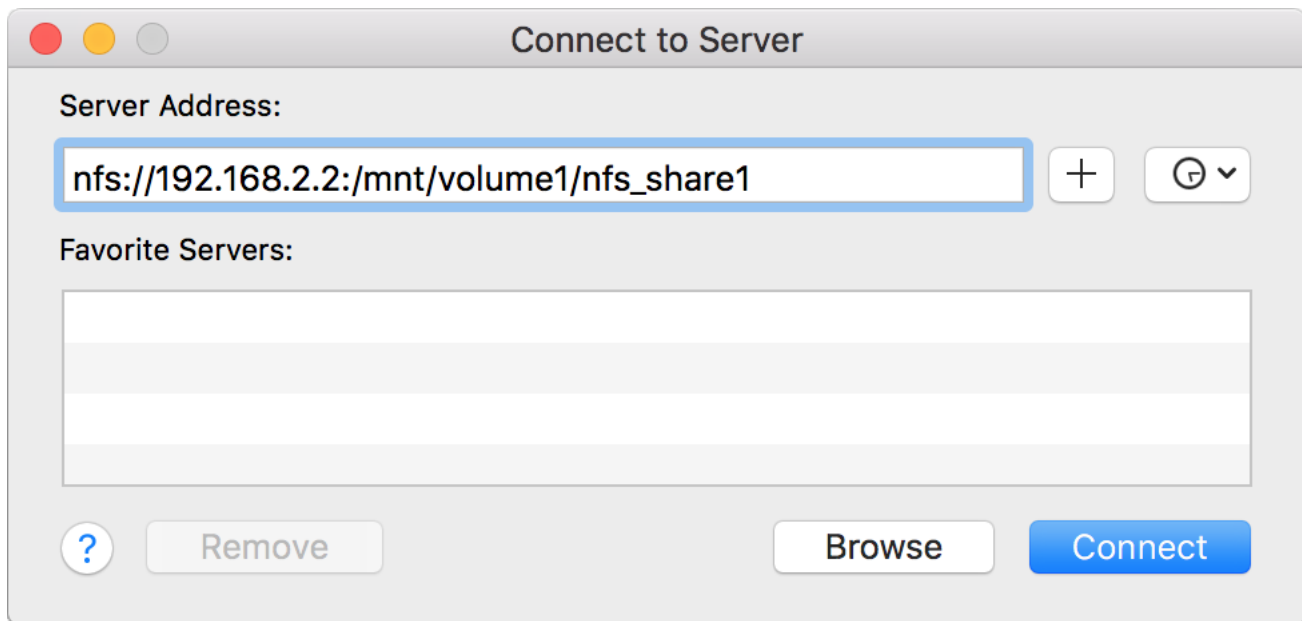 Connect to Server
Server Address:
nfs://192.168.2.2:/mnt/volume1/nfs_share1
Favorite Servers:
? Remove Browse Connect